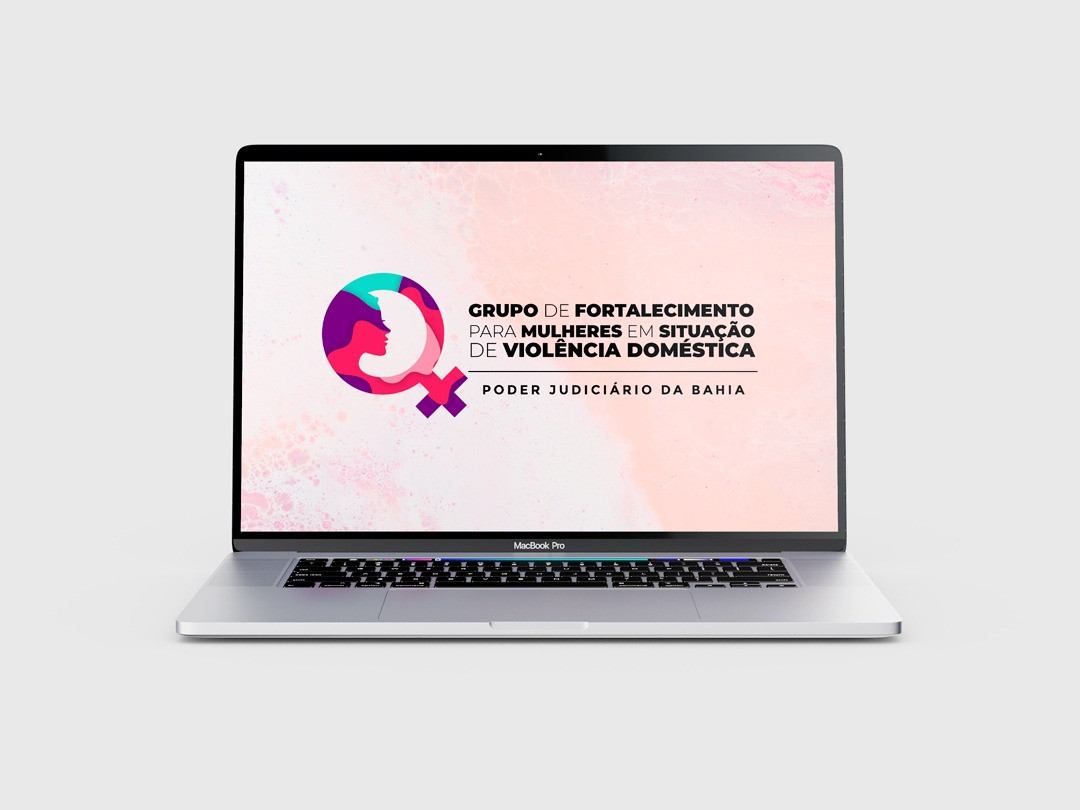 GRUPO DE FORTALECIMENTO
PARA MULHERES EM SITUAÇÃO
DE VIOLÊNCIA DOMÉSTICA
PODER JUDICIÁRIO DA BAHIA
MacBook Pro